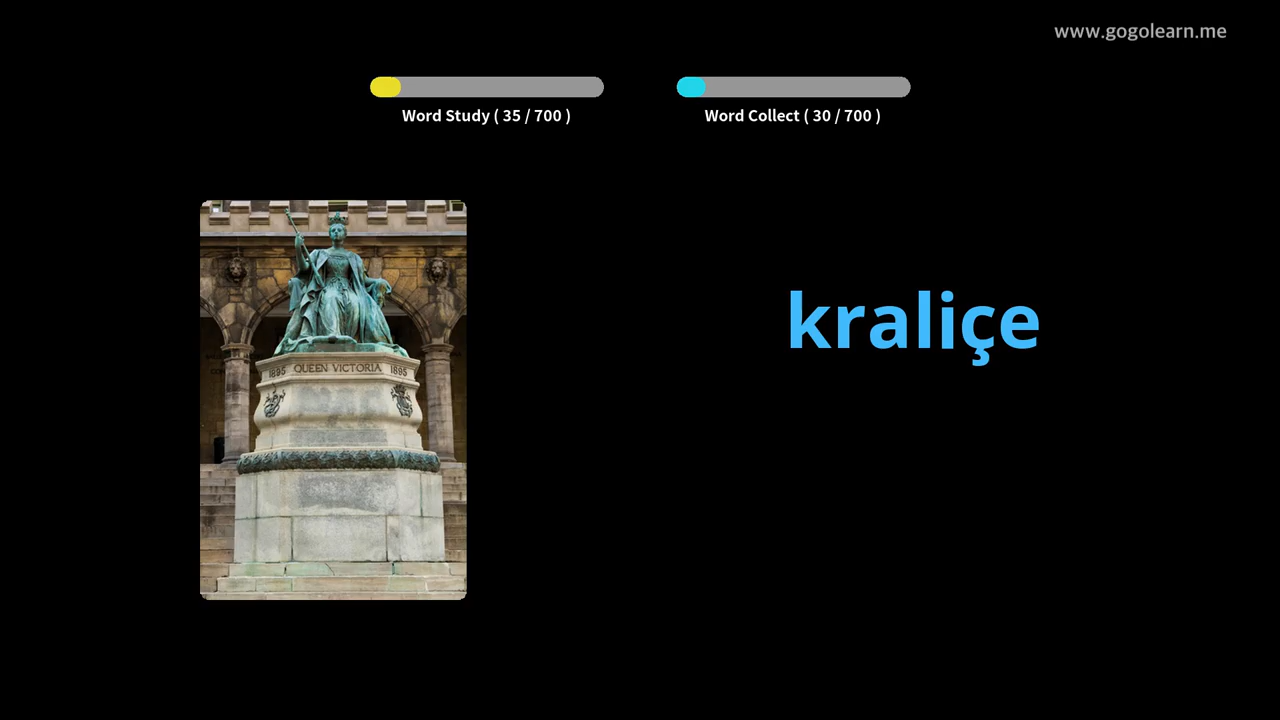 www.gogolearn.me
Word Study ( 35 / 700 )
Word Collect ( 30 / 700 )
1895 QUEEN VICTORIA 1895
kraliçe